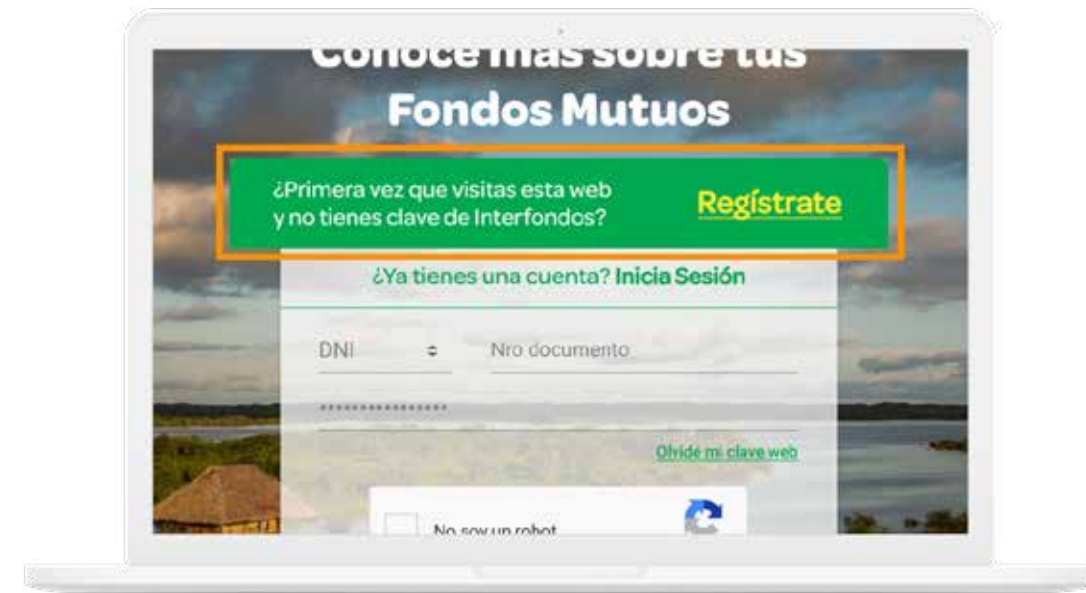 Conoce más sobre tus
Fondos Mutuos
¿Primera vez que visitas esta web
y no tienes clave de Interfondos?
Regístrate
¿Ya tienes una cuenta? Inicia Sesión
DNI
Nro documento
****************
Olvide mi clave web
No soy un robot